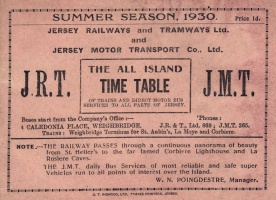 SUMMER SEASON, 1930.
Price 1d.
JERSEY RAILWAYS and TRAMWAYS Ltd.
and
JERSEY MOTOR TRANSPORT Co., Ltd.
J.R.T.
THE ALL ISLAND
TIME TABLE
OF TRAINS AND DIRECT MOTOR BUS
SERVICES TO ALL PARTS OF JERSEY.
J.M.T.
Buses start from the Company's Office :— 'Phones:
4 CALEDONIA PLACE, WEIGHBRIDGE. J.R. & T., Ltd, 668; J.M.T. 365.
TRAINS: Weighbridge Terminus for St. Aubin's, La Moye and Corbiere.
NOTE.—THE RAILWAY PASSES through a continuous panorama of beauty
from St. Helier's to the far famed Corbiere Lighthouse and La
Rosiere Caves.
THE J.M.T. daily Bus Services of most reliable and safe super
Vehicles run to all points of interest over the Island.
W. N. POINGDESTRE, Manager.